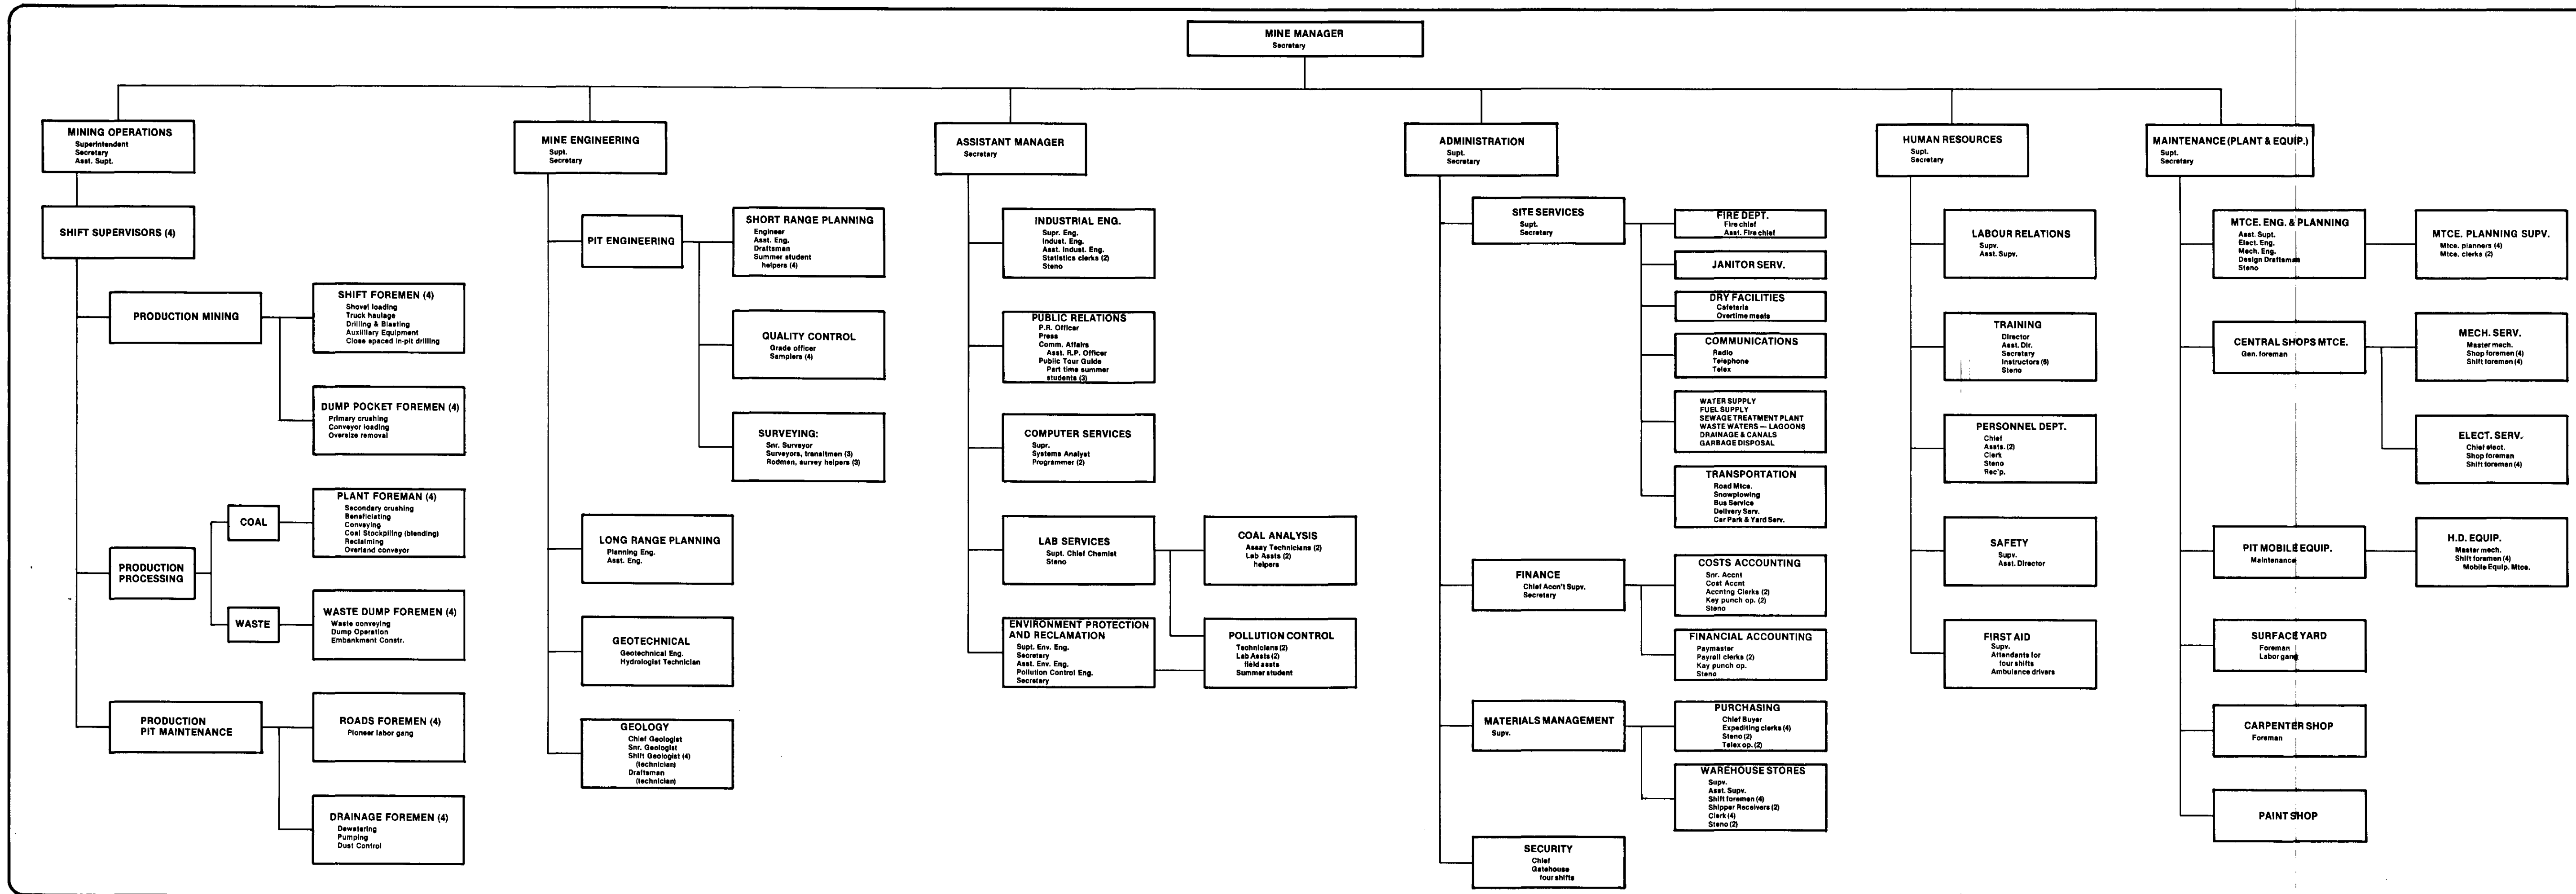 MINE MANAGER
Secretary
MINING OPERATIONS
Superintendent
Secretary
Asst. Supt.
SHIFT SUPERVISORS (4)
PRODUCTION MINING
SHIFT FOREMEN (4)
Shovel loading
Truck haulage
Drilling & Blasting
Auxilliary Equipment
Close spaced in-pit drilling
DUMP POCKET FOREMEN (4)
Primary crushing
Conveyor loading
Oversize removal
PRODUCTION
PROCESSING
COAL
PLANT FOREMAN (4)
Secondary crushing
Beneficiating
Conveying
Coal Stockpiling (blending)
Reclaiming
Overland conveyor
WASTE
WASTE DUMP FOREMEN (4)
Waste conveying
Dump Operation
Embankment Constr.
PRODUCTION
PIT MAINTENANCE
ROADS FOREMEN (4)
Pioneer labor gang
DRAINAGE FOREMEN (4)
Dewatering
Pumping
Dust Control
MINE ENGINEERING
Supt.
Secretary
PIT ENGINEERING
SHORT RANGE PLANNING
Engineer
Asst. Eng.
Draftsman
Summer student
helpers (4)
QUALITY CONTROL
Grade officer
Samplers (4)
SURVEYING:
Snr. Surveyor
Surveyors, transitmen (3)
Rodmen, survey helpers (3)
LONG RANGE PLANNING
Planning Eng.
Asst. Eng.
GEOTECHNICAL
Geotechnical Eng.
Hydrologist Technician
GEOLOGY
Chief Geologist
Snr. Geologist
Shift Geologist (4)
(technician)
Draftsman
(technician)
ASSISTANT MANAGER
Secretary
INDUSTRIAL ENG.
Supr. Eng.
Indust. Eng.
Asst. Indust. Eng.
Statistics clerks (2)
Steno
PUBLIC RELATIONS
P.R. Officer
Press
Comm. Affairs
Asst. R.P. Officer
Public Tour Guide
Part time summer
students (3)
COMPUTER SERVICES
Supr.
Systems Analyst
Programmer (2)
LAB SERVICES
Supt. Chief Chemist
Steno
COAL ANALYSIS
Assay Technicians (2)
Lab Assts (2)
helpers
ENVIRONMENT PROTECTION
AND RECLAMATION
Supt. Env. Eng.
Secretary
Asst. Env. Eng.
Pollution Control Eng.
Secretary
POLLUTION CONTROL
Technicians (2)
Lab Assts (2)
field assts
Summer student
ADMINISTRATION
Supt.
Secretary
SITE SERVICES
Supt.
Secretary
FIRE DEPT.
Fire chief
Asst. Fire chief
JANITOR SERV.
DRY FACILITIES
Cafeteria
Overtime meals
COMMUNICATIONS
Radio
Telephone
Telex
WATER SUPPLY
FUEL SUPPLY
SEWAGE TREATMENT PLANT
WASTE WATERS — LAGOONS
DRAINAGE & CANALS
GARBAGE DISPOSAL
TRANSPORTATION
Road Mtce.
Snowplowing
Bus Service
Delivery Serv.
Car Park & Yard Serv.
FINANCE
Chief Accn't Supv.
Secretary
COSTS ACCOUNTING
Snr. Accnt
Cost Accnt
Accnting Clerks (2)
Key punch op. (2)
Steno
FINANCIAL ACCOUNTING
Paymaster
Payroll clerks (2)
Key punch op.
Steno
MATERIALS MANAGEMENT
Supv.
PURCHASING
Chief Buyer
Expediting clerks (4)
Steno (2)
Telex op. (2)
WAREHOUSE STORES
Supv.
Asst. Supv.
Shift foremen (4)
Shipper Receivers (2)
Clerk (4)
Steno (2)
SECURITY
Chief
Gatehouse
four shifts
HUMAN RESOURCES
Supt.
Secretary
LABOUR RELATIONS
Supv.
Asst. Supv.
TRAINING
Director
Asst. Dir.
Secretary
Instructors (6)
Steno
PERSONNEL DEPT.
Chief
Assts. (2)
Clerk
Steno
Rec'p.
SAFETY
Supv.
Asst. Director
FIRST AID
Supv.
Attendants for
four shifts
Ambulance drivers
MAINTENANCE (PLANT & EQUIP.)
Supt.
Secretary
MTCE. ENG. & PLANNING
Asst. Supt.
Elect. Eng.
Mech. Eng.
Design Draftsman
Steno
MTCE. PLANNING SUPV.
Mtce. planners (4)
Mtce. clerks (2)
CENTRAL SHOPS MTCE.
Gen. foreman
MECH. SERV.
Master mech.
Shop foremen (4)
Shift foremen (4)
ELECT. SERV.
Chief elect.
Shop foreman
Shift foremen (4)
PIT MOBILE EQUIP.
Maintenance
H.D. EQUIP.
Master mech.
Shift foremen (4)
Mobile Equip. Mtce.
SURFACE YARD
Foreman
Labor gang
CARPENTER SHOP
Foreman
PAINT SHOP